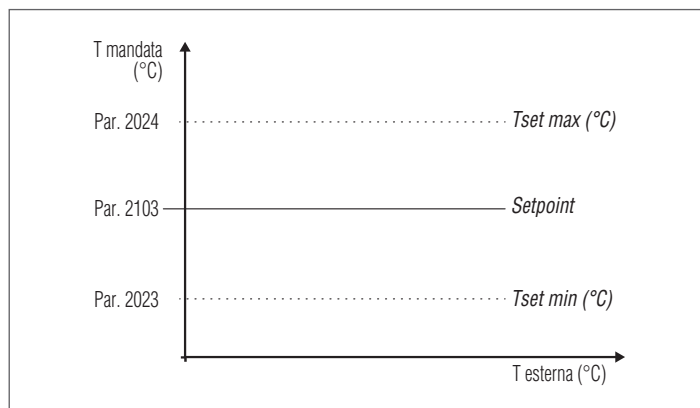 T mandata
(°C)
Par. 2024
Tset max (°C)
Par. 2103
Setpoint
Par. 2023
Tset min (°C)
T esterna (°C)